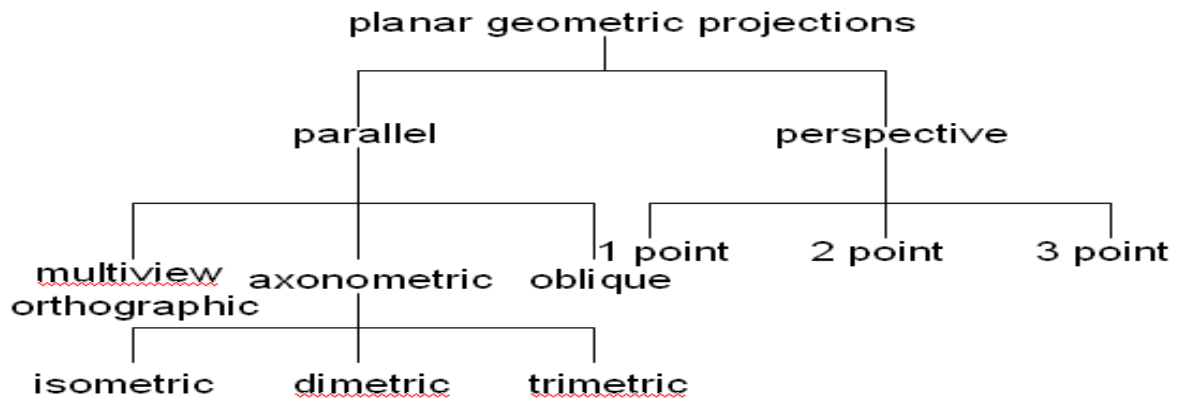 planar geometric projections
parallel
perspective
multiview
orthographic
axonometric
oblique
1 point
2 point
3 point
isometric
dimetric
trimetric